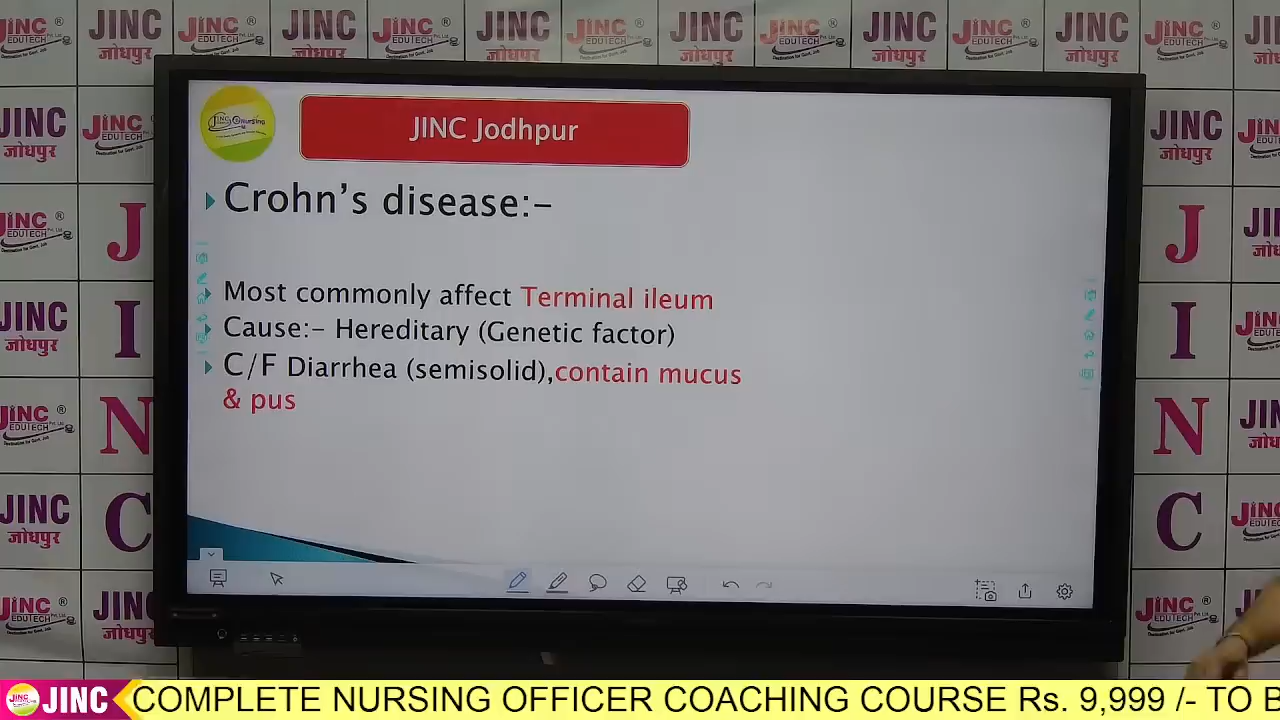 JINC Jodhpur
Crohn's disease:-
Most commonly affect Terminal ileum
Cause:- Hereditary (Genetic factor)
C/F Diarrhea (semisolid),contain mucus
& pus
J
I
N
C
J
I
N
C
JINC
EDUTECH
जोधपुर
JINC COMPLETE NURSING OFFICER COACHING COURSE Rs. 9,999 /- TO B